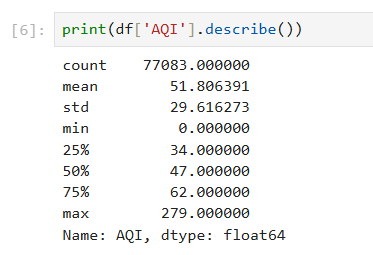 [6]: print(df['AQI'].describe())
count    77083.000000
mean        51.806341
std         29.616273
min          0.000000
25%         34.000000
50%         47.000000
75%         62.000000
max        279.000000
Name: AQI, dtype: float64